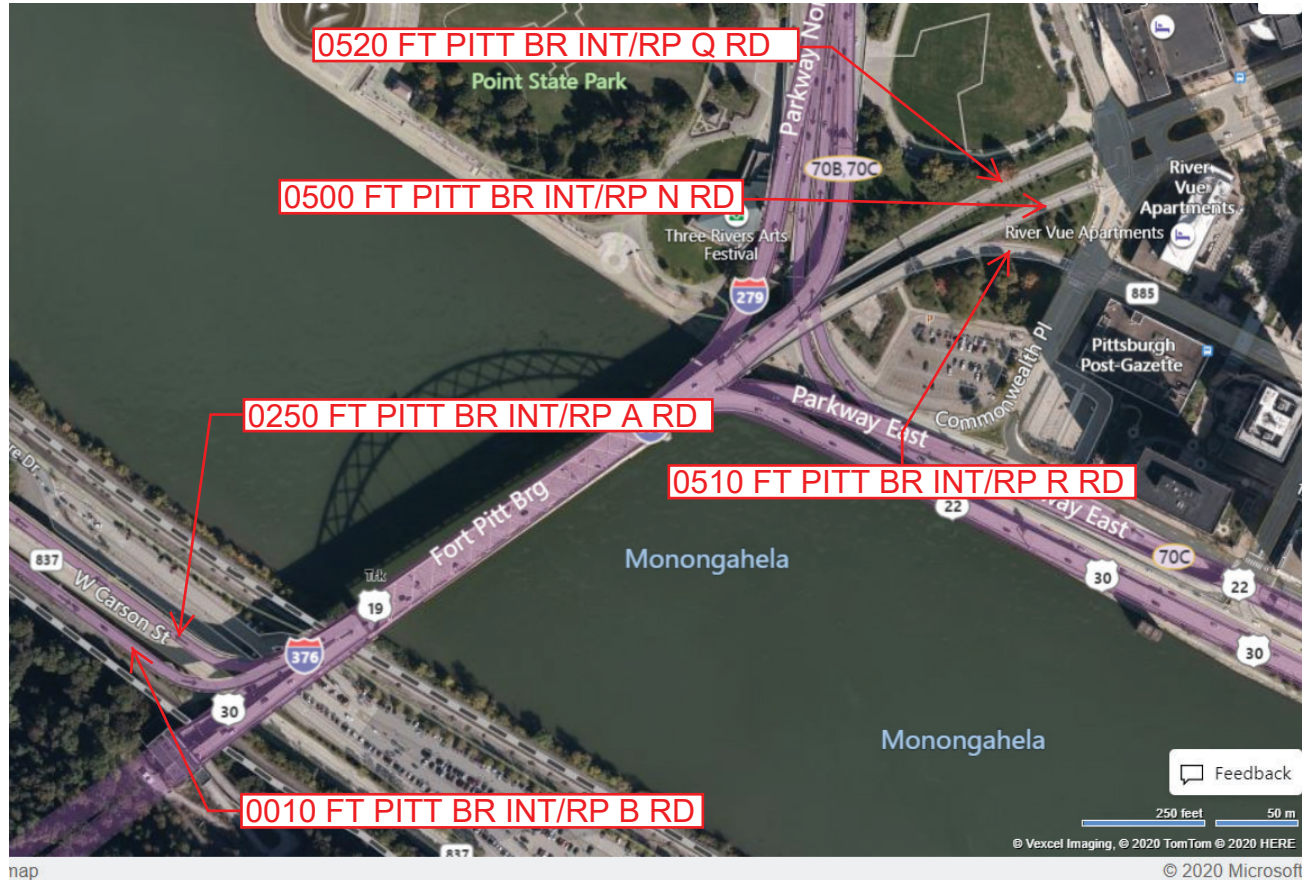 0520 FT PITT BR INT/RP Q RD
Point State Park
70B,70C
0500 FT PITT BR INT/RP N RD
River
Vue
Apartments
River Vue Apartments
Three Rivers Arts
Festival
279
885
Pittsburgh
Post-Gazette
Commonwealth Pl
Parkway East
0250 FT PITT BR INT/RP A RD
0510 FT PITT BR INT/RP R RD
22
70C
Fort Pitt Brg
Monongahela
837
W Carson St
Trk
19
30
22
376
30
30
Monongahela
Feedback
0010 FT PITT BR INT/RP B RD
250 feet
50 m
837
© Vexcel Imaging, © 2020 TomTom © 2020 HERE
© 2020 Microsoft